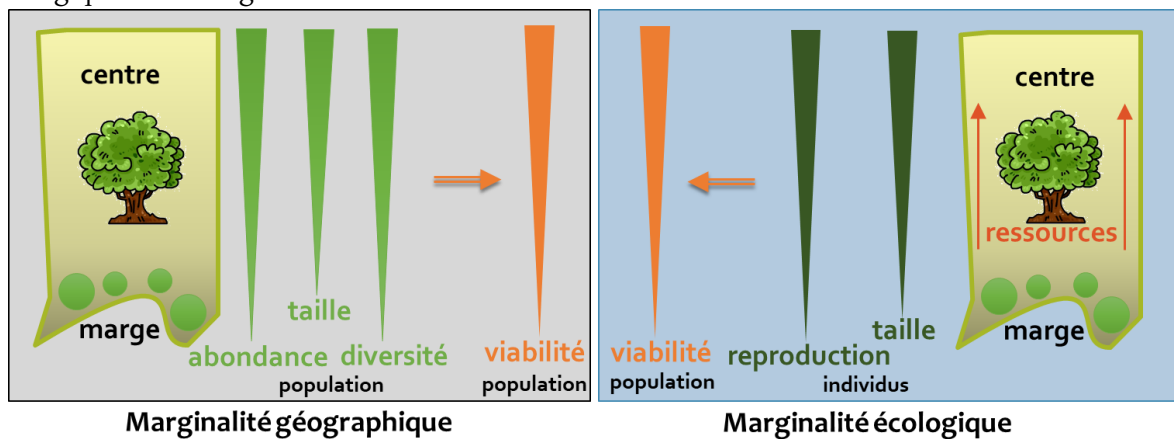 centre
marge
taille
abondance diversité
population
viabilité
population
Marginalité géographique
viabilité
population
reproduction
taille
individus
centre
ressources
marge
Marginalité écologique